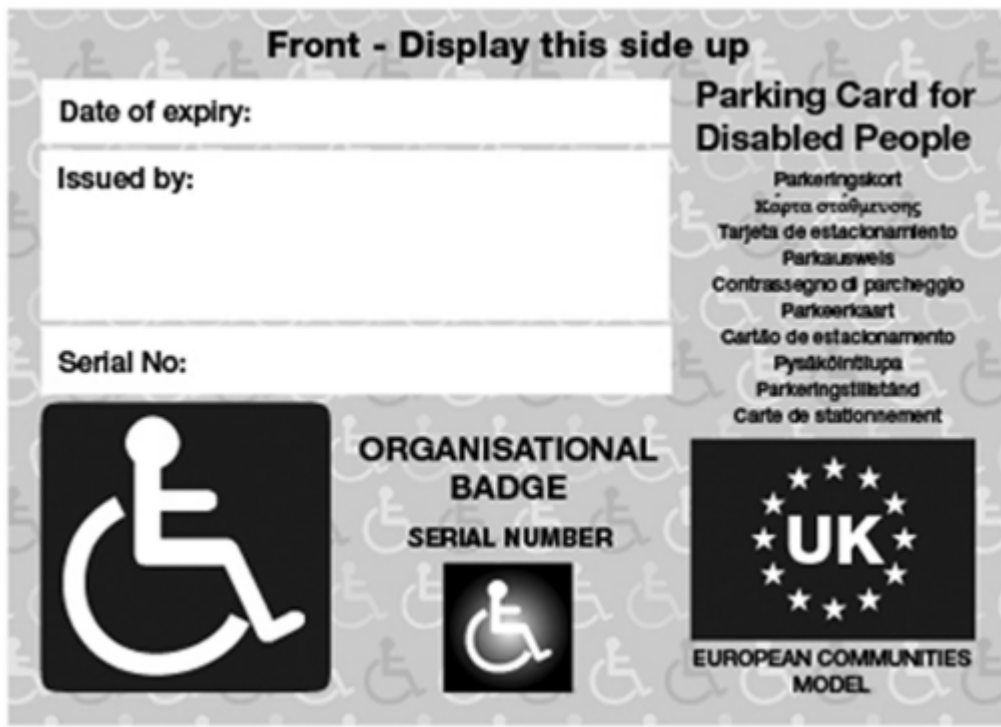 Front - Display this side up
Date of expiry:
Issued by:
Serial No:
Parking Card for
Disabled People
Parkeringskort
Κάρτα στάθμευσης
Tarjeta de estacionamiento
Parkausweis
Contrassegno di parcheggio
Parkeerkaart
Cartão de estacionamento
Pysäköintilupa
Parkeringstillstånd
Carte de stationnement
ORGANISATIONAL
BADGE
SERIAL NUMBER
UK
EUROPEAN COMMUNITIES
MODEL